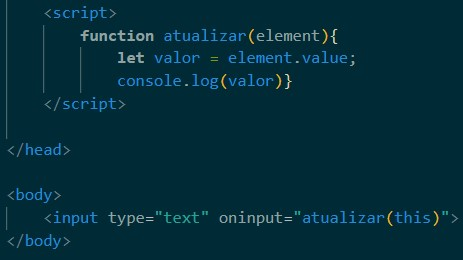 <script>
function atualizar(element){
let valor = element.value;
console.log(valor)}
</script>
</head>
<body>
<input type="text" oninput="atualizar(this)">
</body>